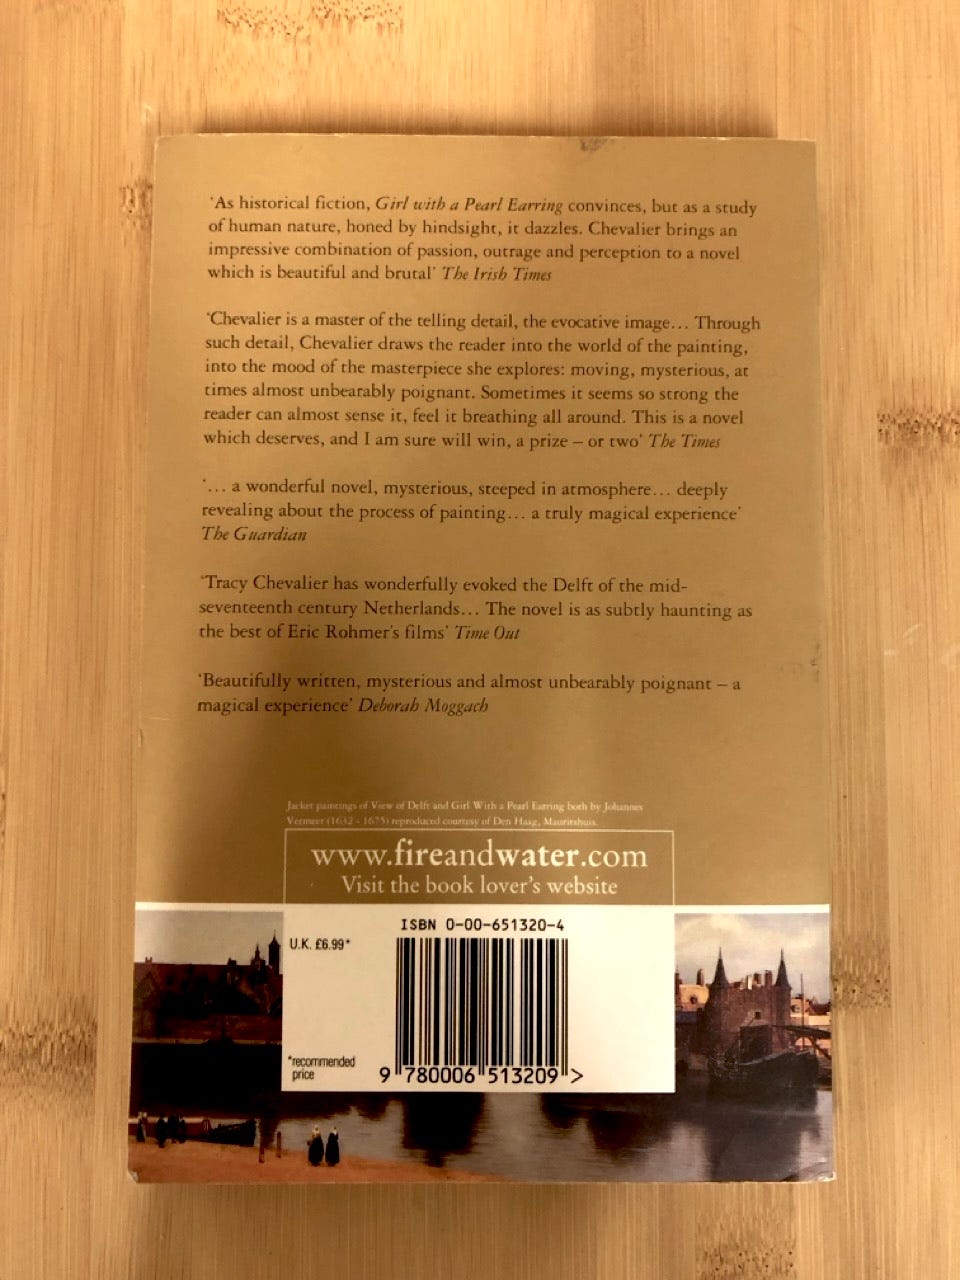 ‘As historical fiction, Girl with a Pearl Earring convinces, but as a study
of human nature, honed by hindsight, it dazzles. Chevalier brings an
impressive combination of passion, outrage and perception to a novel
which is beautiful and brutal’ The Irish Times
‘Chevalier is a master of the telling detail, the evocative image… Through
such detail, Chevalier draws the reader into the world of the painting,
into the mood of the masterpiece she explores: moving, mysterious, at
times almost unbearably poignant. Sometimes it seems so strong the
reader can almost sense it, feel it breathing all around. This is a novel
which deserves, and I am sure will win, a prize – or two’ The Times
‘… a wonderful novel, mysterious, steeped in atmosphere… deeply
revealing about the process of painting… a truly magical experience’
The Guardian
‘Tracy Chevalier has wonderfully evoked the Delft of the mid-
seventeenth century Netherlands… The novel is as subtly haunting as
the best of Eric Rohmer’s films’ Time Out
‘Beautifully written, mysterious and almost unbearably poignant – a
magical experience’ Deborah Moggach
Jacket paintings of View of Delft and Girl With a Pearl Earring both by Johannes
Vermeer (1632 - 1675) reproduced courtesy of Den Haag, Mauritshuis.
www.fireandwater.com
Visit the book lover’s website
ISBN 0-00-651320-4
U.K. £6.99*
*recommended
price
9 780006 513209 >